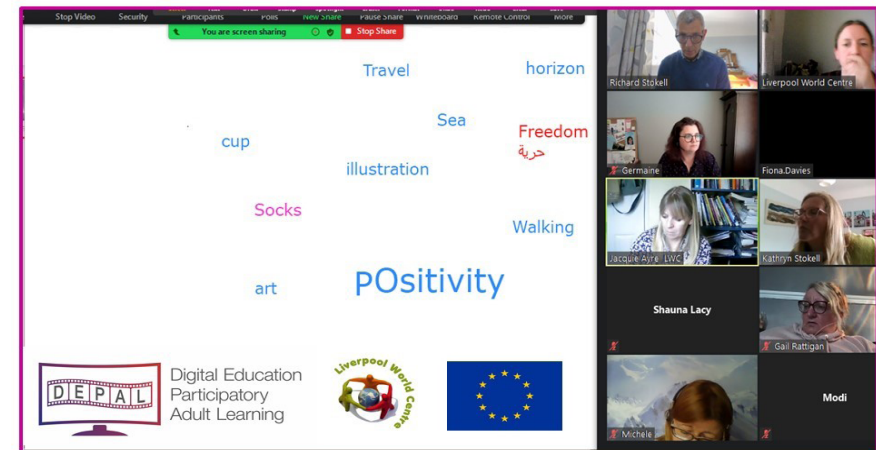 Stop Video Security Participants Polls New Share Pause Share Whiteboard Remote Control More
You are screen sharing Stop Share
Travel
horizon
Sea
cup
Freedom
حرية
illustration
Socks
Walking
art
pOsitivity
DEPAL
Digital Education
Participatory
Adult Learning
Liverpool World Centre
Richard Stokell
Liverpool World Centre
Germaine
Fiona.Davies
Jacquie Ayre LWC
Kathryn Stokell
Shauna Lacy
Gail Rattigan
Michele
Modi